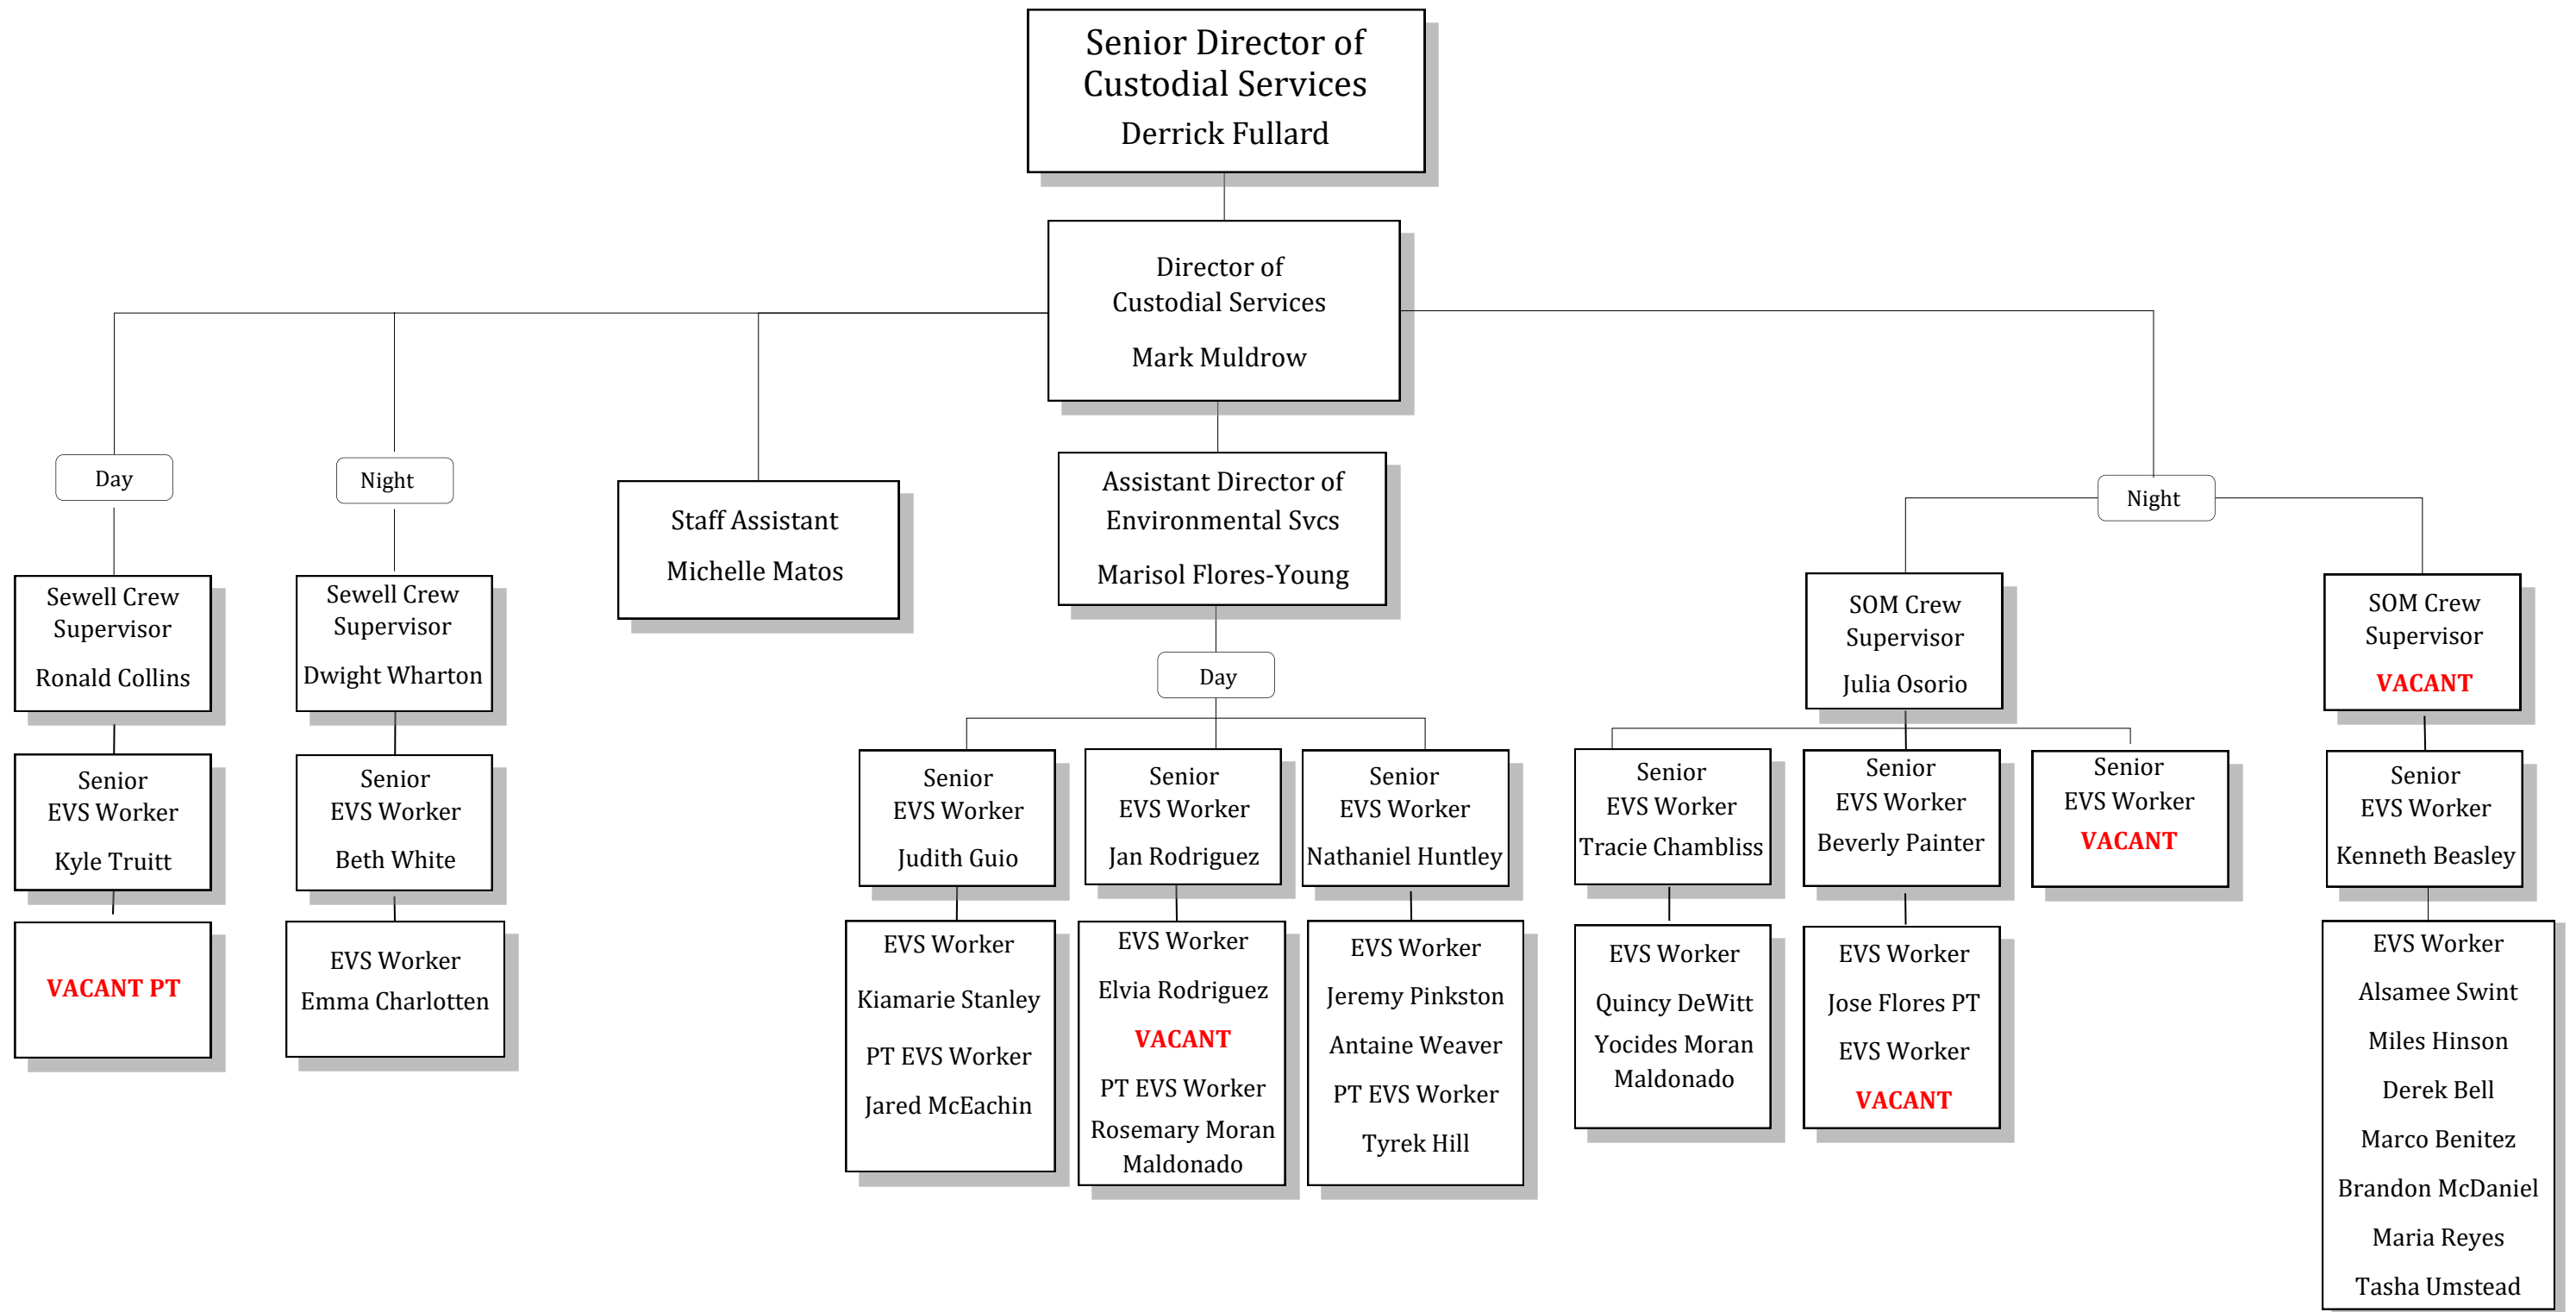 Senior Director of
Custodial Services
Derrick Fullard
Director of
Custodial Services
Mark Muldrow
Day
Sewell Crew
Supervisor
Ronald Collins
Senior
EVS Worker
Kyle Truitt
VACANT PT
Night
Sewell Crew
Supervisor
Dwight Wharton
Senior
EVS Worker
Beth White
EVS Worker
Emma Charlotten
Staff Assistant
Michelle Matos
Assistant Director of
Environmental Svcs
Marisol Flores-Young
Day
Senior
EVS Worker
Judith Guio
EVS Worker
Kiamarie Stanley
PT EVS Worker
Jared McEachin
Senior
EVS Worker
Jan Rodriguez
EVS Worker
Elvia Rodriguez
VACANT
PT EVS Worker
Rosemary Moran
Maldonado
Senior
EVS Worker
Nathaniel Huntley
EVS Worker
Jeremy Pinkston
Antaine Weaver
PT EVS Worker
Tyrek Hill
Night
SOM Crew
Supervisor
Julia Osorio
Senior
EVS Worker
Tracie Chambliss
EVS Worker
Quincy DeWitt
Yocides Moran
Maldonado
Senior
EVS Worker
Beverly Painter
EVS Worker
Jose Flores PT
EVS Worker
VACANT
Senior
EVS Worker
VACANT
SOM Crew
Supervisor
VACANT
Senior
EVS Worker
Kenneth Beasley
EVS Worker
Alsamee Swint
Miles Hinson
Derek Bell
Marco Benitez
Brandon McDaniel
Maria Reyes
Tasha Umstead